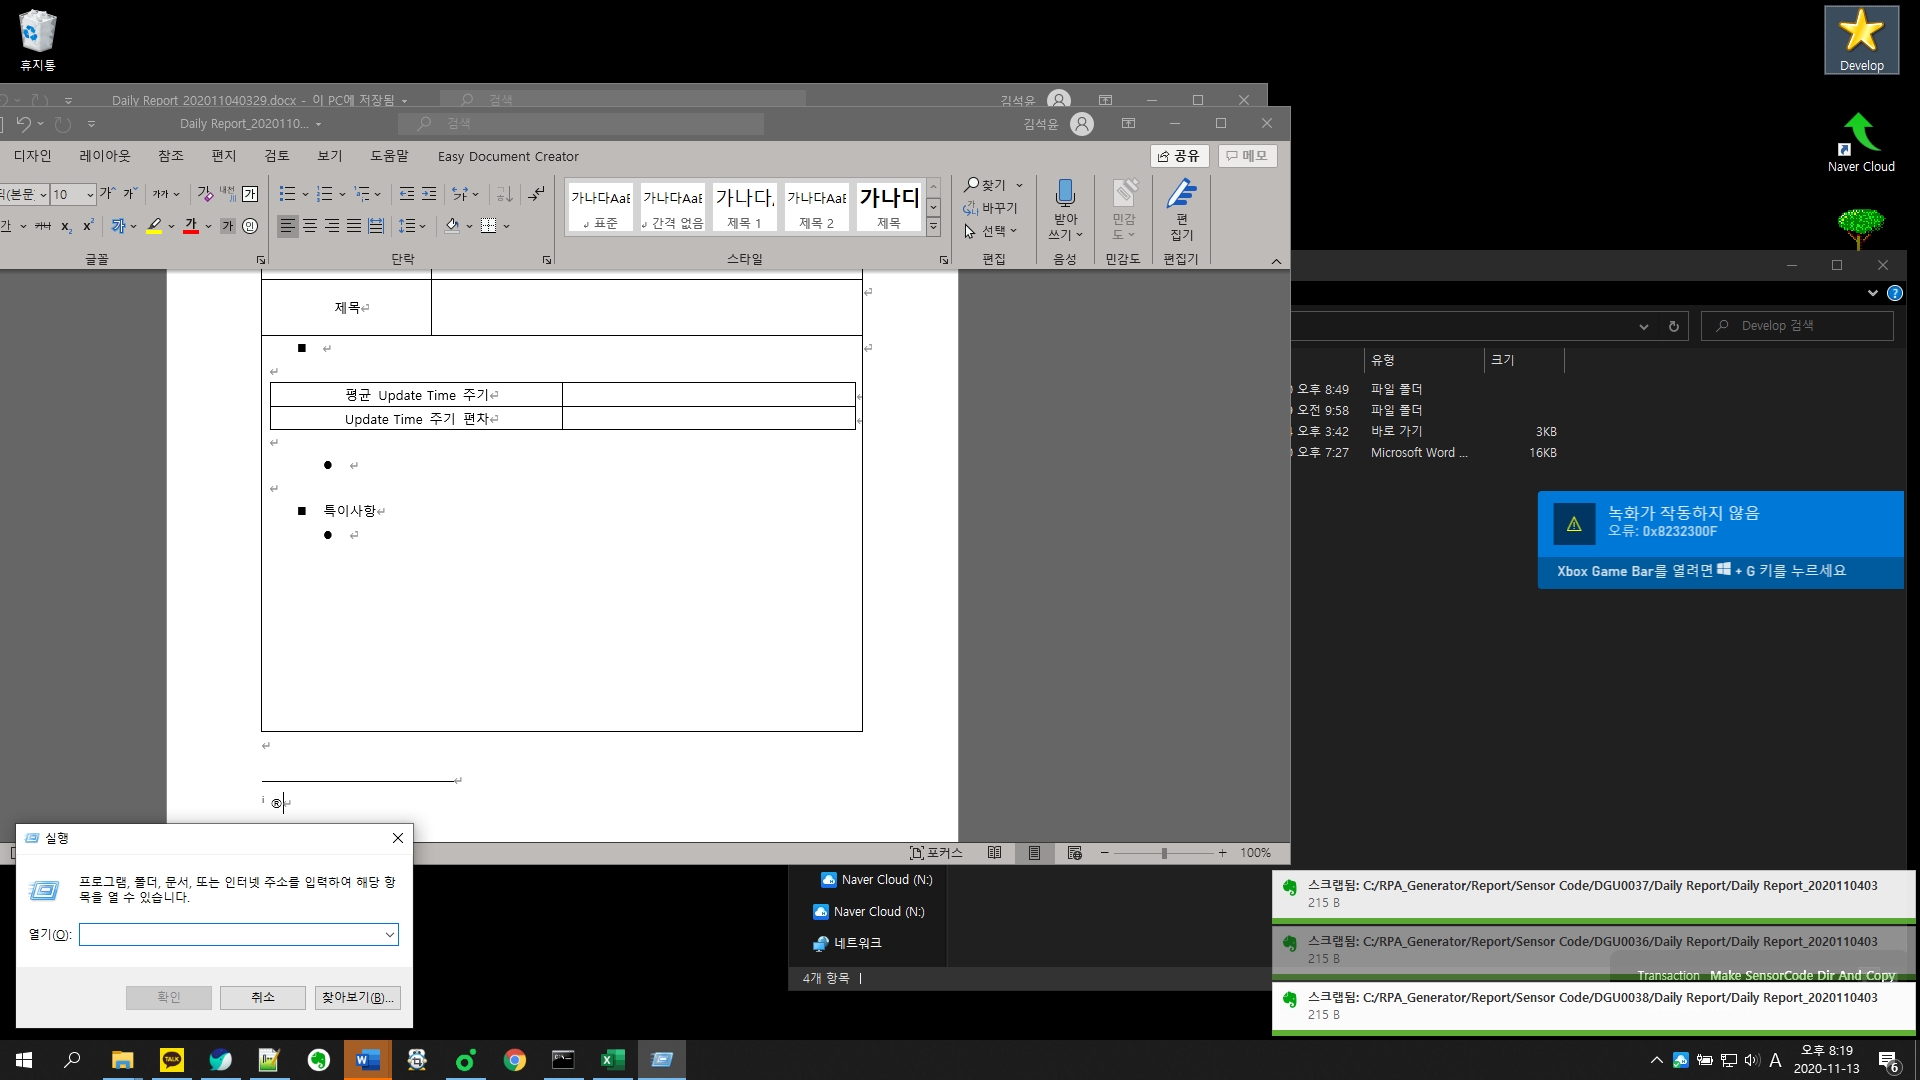 휴지통
Develop
Naver Cloud
Daily Report 202011040329.docx - 이 PC에 저장됨
검색
김석윤
Daily Report_2020110...
검색
김석윤
디자인 레이아웃 참조 편지 검토 보기 도움말 Easy Document Creator
공유
메모
10
가나다AaE 가나다AaE 가나다, 가나다AaE 가나디
표준 간격 없음 제목 1 제목 2 제목
찾기
바꾸기
선택
받아
쓰기
민감
도
편
집기
글꼴 단락 스타일 편집 음성 민감도 편집기
제목
평균 Update Time 주기
Update Time 주기 편차
특이사항
i ®
포커스
100%
Develop 검색
유형 크기
오후 8:49 파일 폴더
오전 9:58 파일 폴더
오후 3:42 바로 가기 3KB
오후 7:27 Microsoft Word ... 16KB
녹화가 작동하지 않음
오류: 0x8232300F
Xbox Game Bar를 열려면 + G 키를 누르세요
실행
프로그램, 폴더, 문서, 또는 인터넷 주소를 입력하여 해당 항
목을 열 수 있습니다.
열기(O):
확인 취소 찾아보기(B)...
Naver Cloud (N:)
Naver Cloud (N:)
네트워크
4개 항목
스크랩됨: C:/RPA_Generator/Report/Sensor Code/DGU0037/Daily Report/Daily Report_2020110403
215 B
스크랩됨: C:/RPA_Generator/Report/Sensor Code/DGU0036/Daily Report/Daily Report_2020110403
215 B
Transaction Make SensorCode Dir And Copy
스크랩됨: C:/RPA_Generator/Report/Sensor Code/DGU0038/Daily Report/Daily Report_2020110403
215 B
TALK
A
오후 8:19
2020-11-13
6